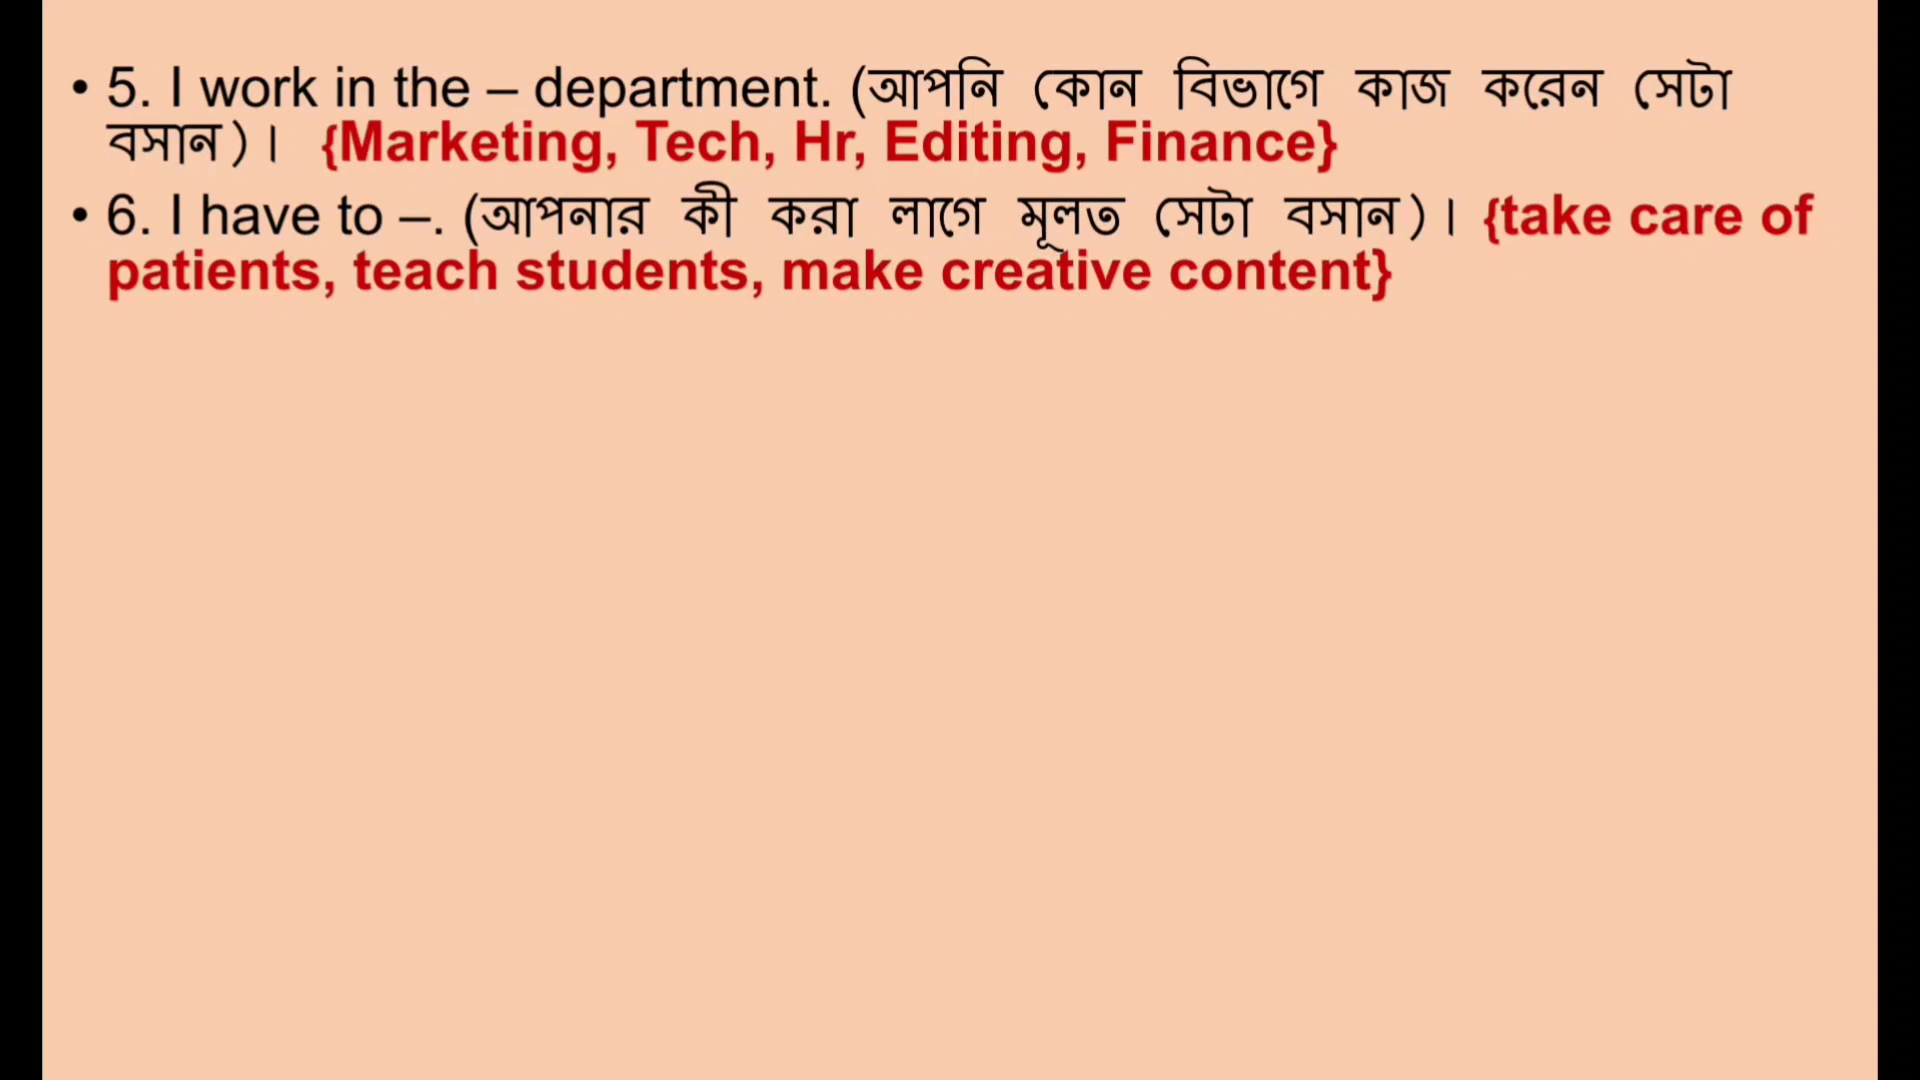 • 5. I work in the – department. (আপনি কোন বিভাগে কাজ করেন সেটা
বসান)। {Marketing, Tech, Hr, Editing, Finance}
• 6. I have to –. (আপনার কী করা লাগে মূলত সেটা বসান)। {take care of
patients, teach students, make creative content}